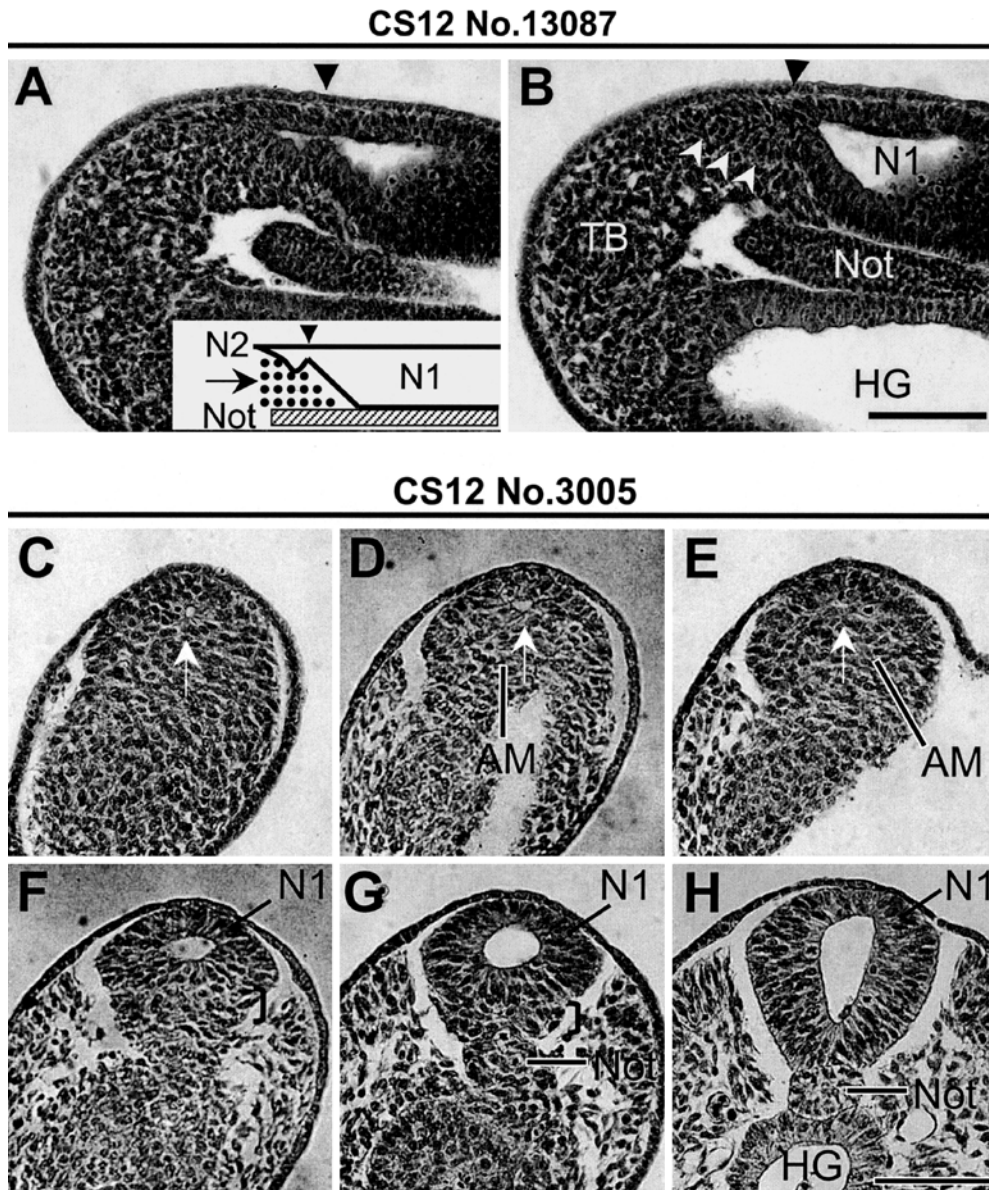 CS12 No.13087
A
B
N1
TB
Not
HG
N2
N1
Not
CS12 No.3005
C
D
E
AM
AM
F
G
H
N1
N1
N1
Not
Not
HG